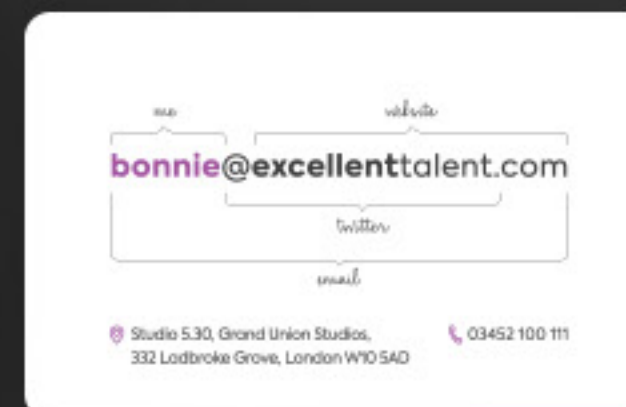 me website
bonnie@excellenttalent.com
twitter
email
Studio 5.30, Grand Union Studios, 03452 100 111
332 Ladbroke Grove, London W10 5AD